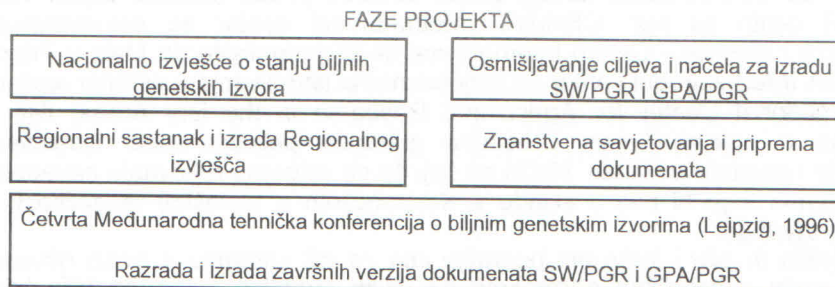 FAZE PROJEKTA
Nacionalno izvješće o stanju biljnih
genetskih izvora
Osmišljavanje ciljeva i načela za izradu
SW/PGR i GPA/PGR
Regionalni sastanak i izrada Regionalnog
izvješča
Znanstvena savjetovanja i priprema
dokumenata
Četvrta Međunarodna tehnička konferencija o biljnim genetskim izvorima (Leipzig, 1996)
Razrada i izrada završnih verzija dokumenata SW/PGR i GPA/PGR